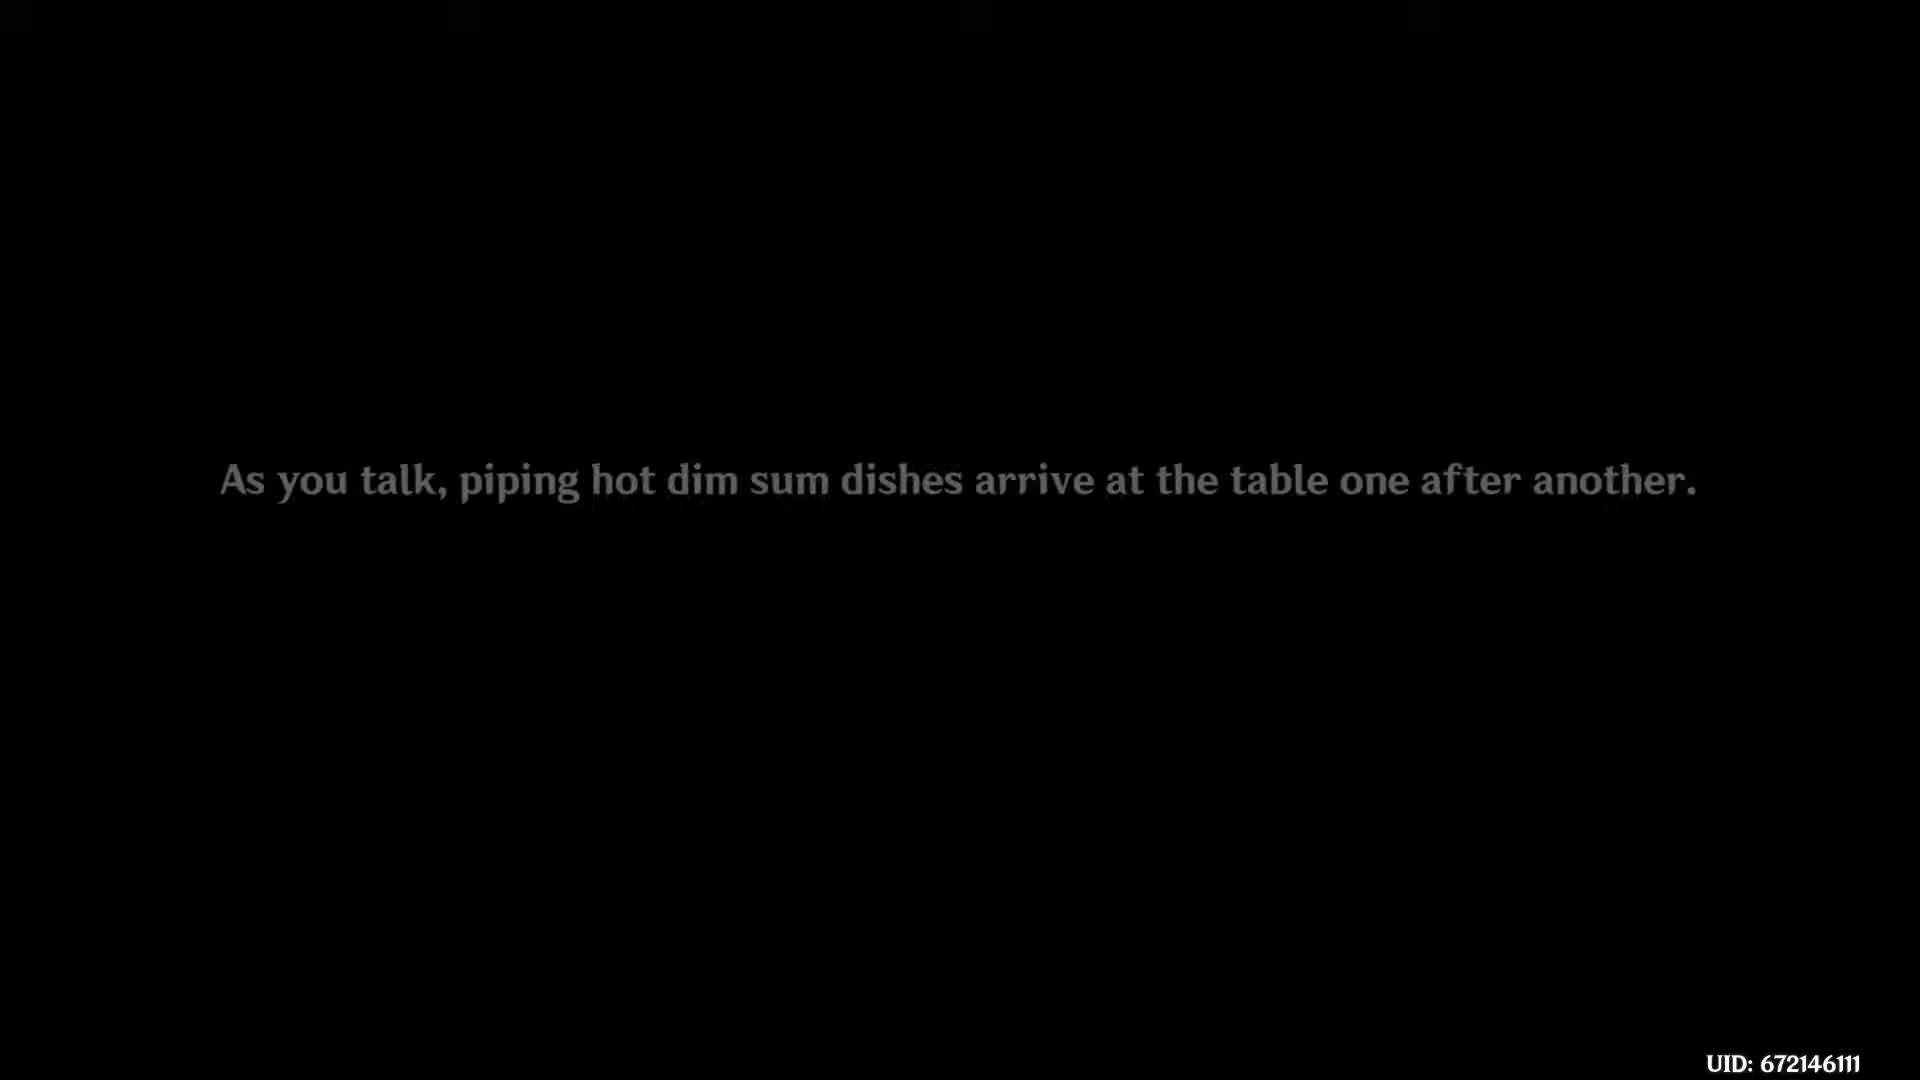 As you talk, piping hot dim sum dishes arrive at the table one after another.
UID: 672146111